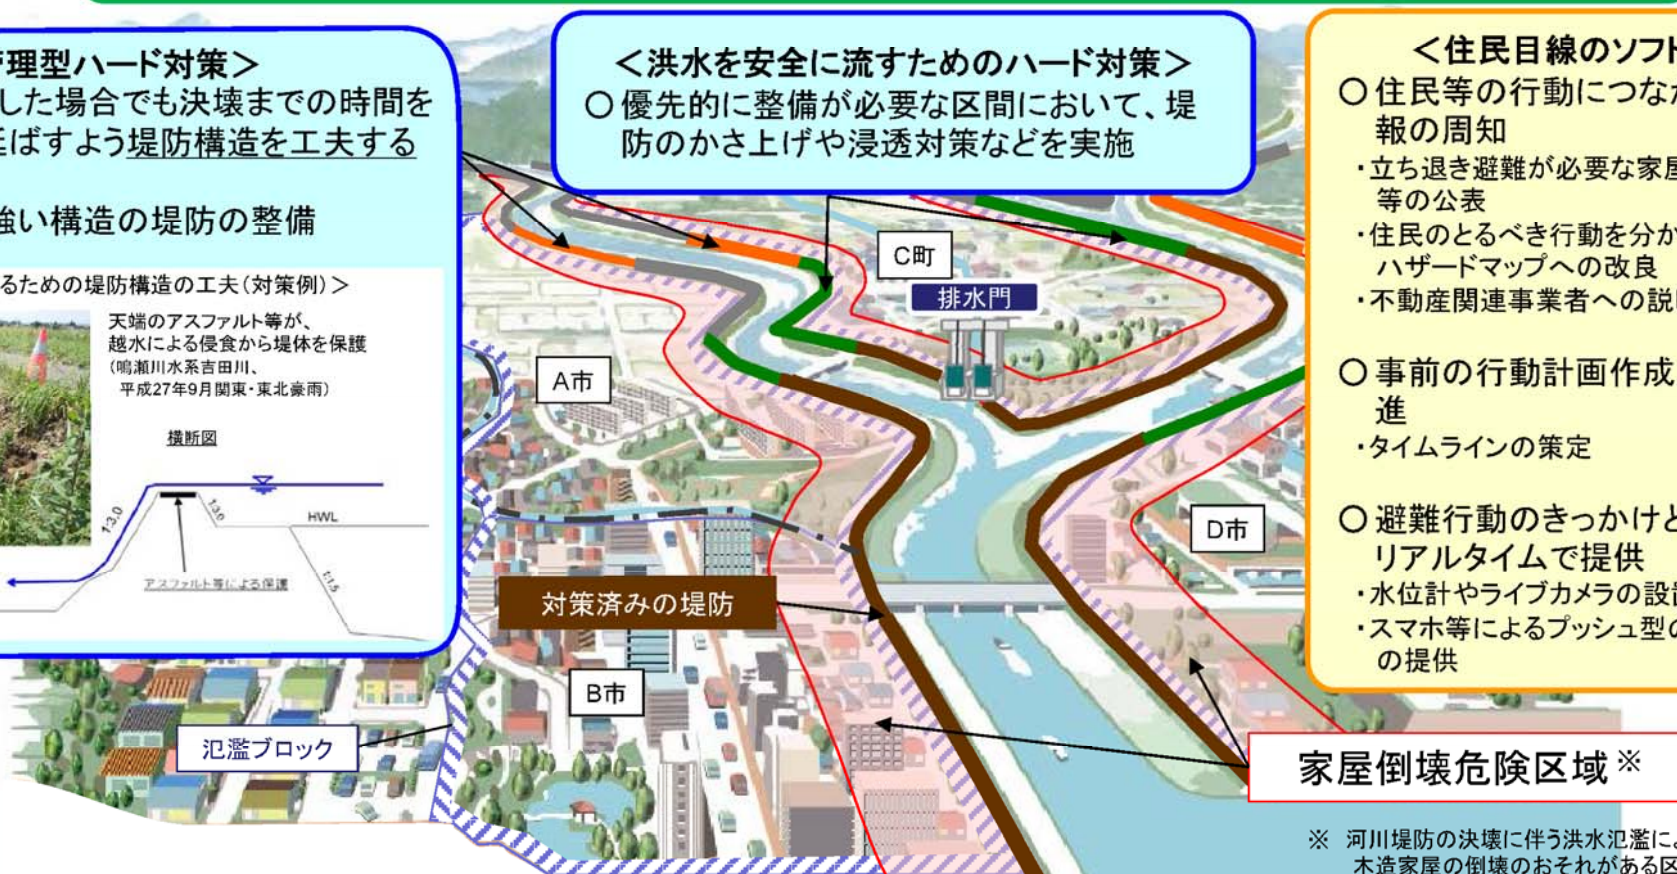 理型ハード対策＞
した場合でも決壊までの時間を
ばすよう堤防構造を工夫する
強い構造の堤防の整備
るための堤防構造の工夫(対策例)＞
天端のアスファルト等が、
越水による侵食から堤体を保護
(鳴瀬川水系吉田川、
平成27年9月関東・東北豪雨)
横断図
1:3.0
1:3.0
HWL
1:1.5
アスファルト等による保護
＜洪水を安全に流すためのハード対策＞
○優先的に整備が必要な区間において、堤
防のかさ上げや浸透対策などを実施
＜住民目線のソフ
○住民等の行動につな
報の周知
・立ち退き避難が必要な家屋
等の公表
・住民のとるべき行動を分か
ハザードマップへの改良
・不動産関連事業者への説
○事前の行動計画作成
進
・タイムラインの策定
○避難行動のきっかけと
リアルタイムで提供
・水位計やライブカメラの設
・スマホ等によるプッシュ型の
の提供
C町
排水門
A市
D市
対策済みの堤防
B市
氾濫ブロック
家屋倒壊危険区域※
※ 河川堤防の決壊に伴う洪水氾濫に
木造家屋の倒壊のおそれがある区